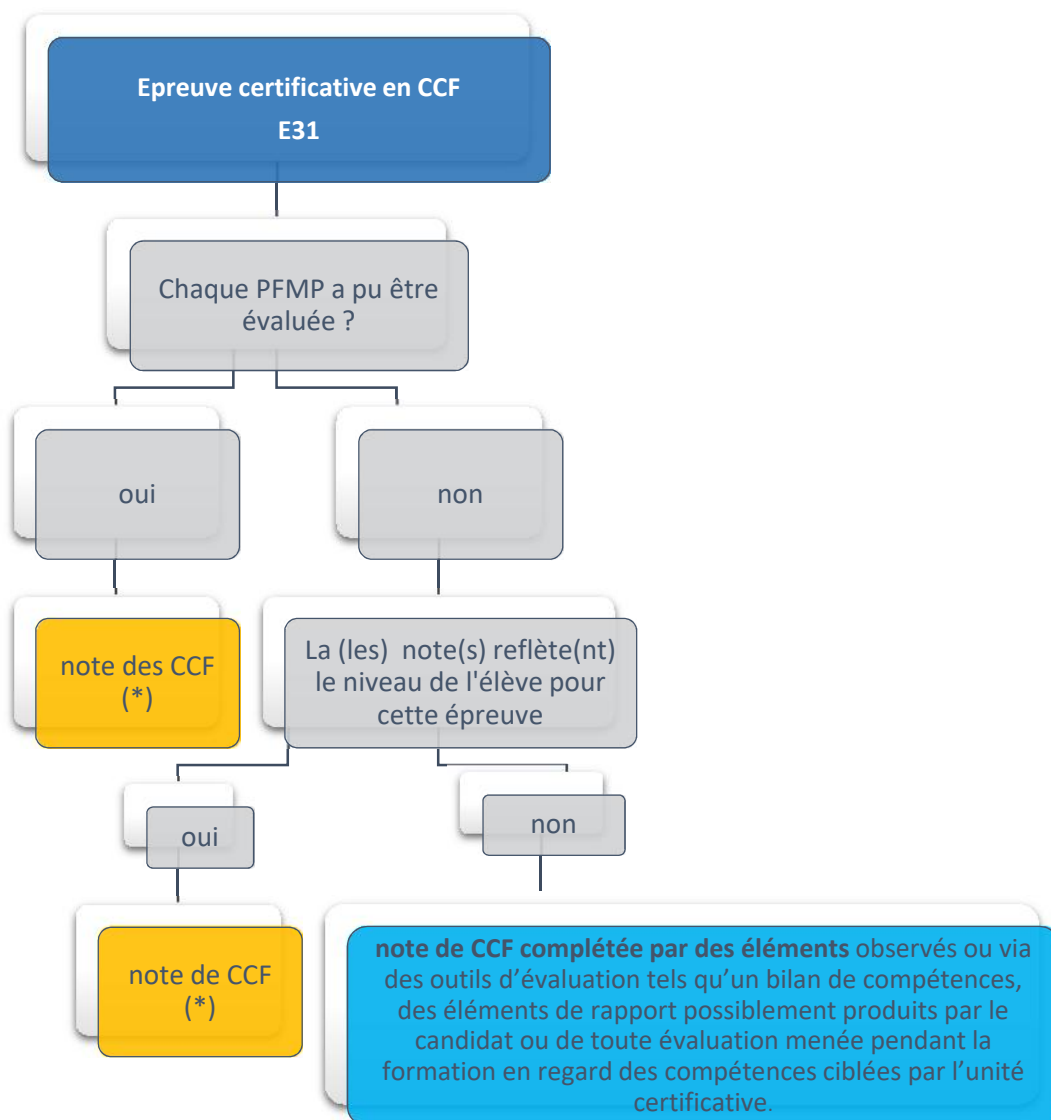 Epreuve certificative en CCF
E31
Chaque PFMP a pu être
évaluée ?
oui
non
note des CCF
(*)
La (les) note(s) reflète(nt)
le niveau de l'élève pour
cette épreuve
oui
non
note de CCF
(*)
note de CCF complétée par des éléments observés ou via
des outils d’évaluation tels qu’un bilan de compétences,
des éléments de rapport possiblement produits par le
candidat ou de toute évaluation menée pendant la
formation en regard des compétences ciblées par l’unité
certificative.